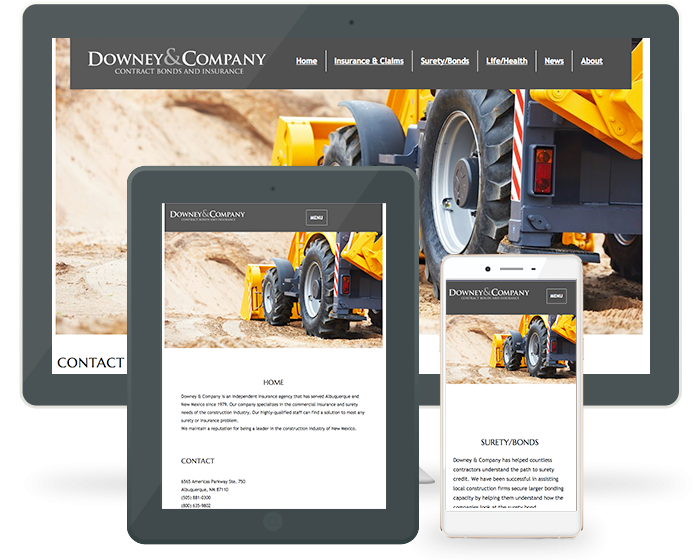 DOWNEY&COMPANY
CONTRACT BONDS AND INSURANCE
Home
Insurance & Claims
Surety/Bonds
Life/Health
News
About
CONTACT
DOWNEY&COMPANY
CONTRACT BONDS AND INSURANCE
MENU
HOME
Downey & Company is an independent insurance agency that has served Albuquerque and
New Mexico since 1979. Our company specializes in the commercial insurance and surety
needs of the construction industry. Our highly-qualified staff can find a solution to most any
surety or insurance problem.
We maintain a reputation for being a leader in the construction industry of New Mexico.
CONTACT
6565 Americas Parkway Ste. 750
Albuquerque, NM 87110
(505) 881-0300
(800) 635-9802
DOWNEY&COMPANY
CONTRACT BONDS AND INSURANCE
MENU
SURETY/BONDS
Downey & Company has helped countless
contractors understand the path to surety
credit. We have been successful in assisting
local construction firms secure larger bonding
capacity by helping them understand how the
companies look at the surety bond